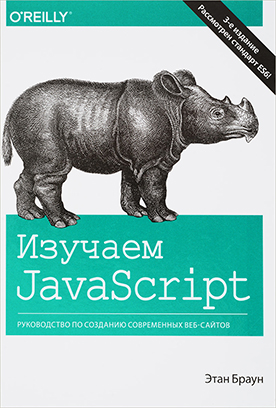 O'REILLY®
3-е издание
Рассмотрен стандарт ES6!
Изучаем
JavaScript
РУКОВОДСТВО ПО СОЗДАНИЮ СОВРЕМЕННЫХ ВЕБ-САЙТОВ
Этан Браун